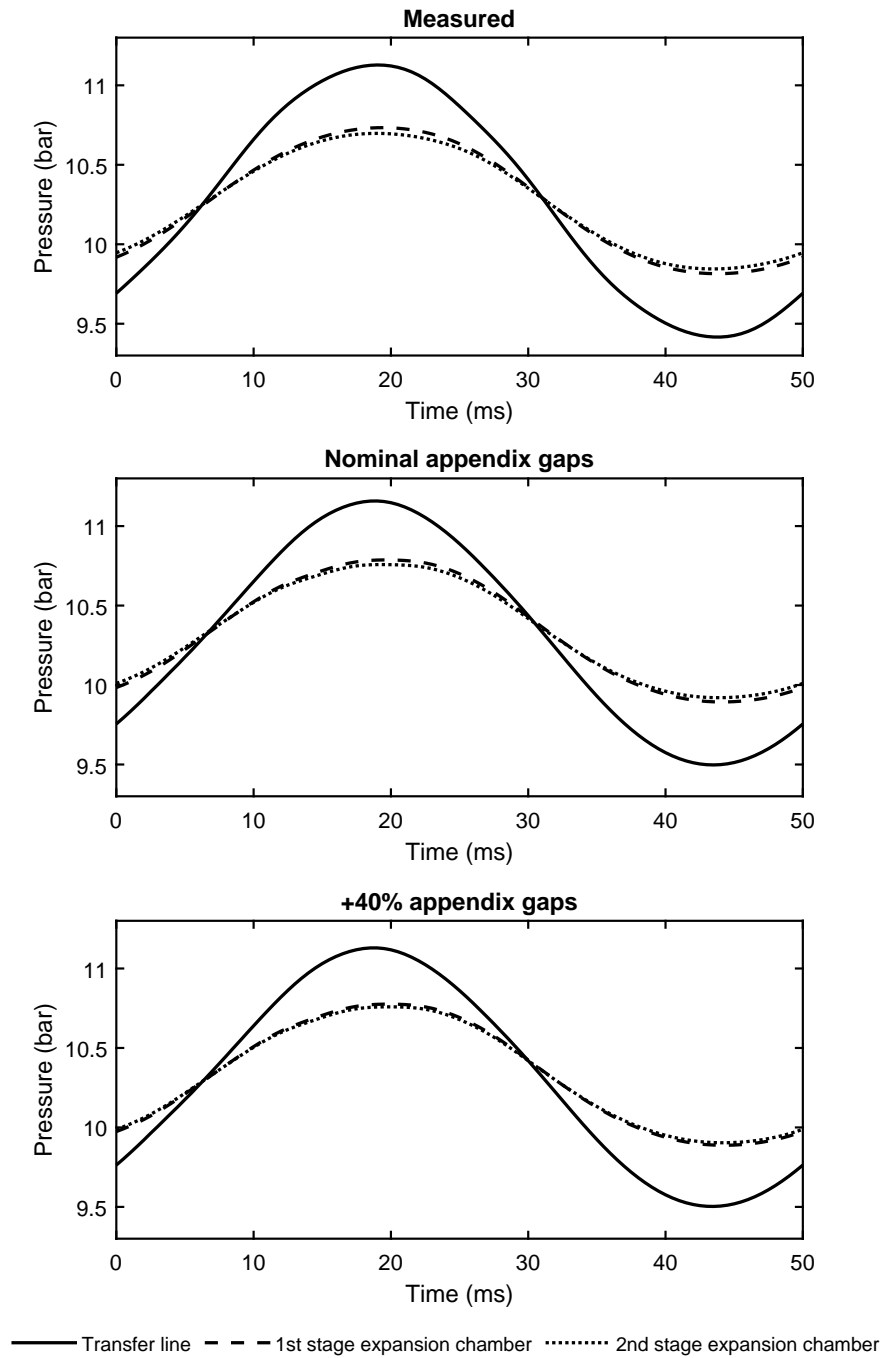 Measured
11
10.5
10
9.5
Pressure (bar)
0 10 20 30 40 50
Time (ms)
Nominal appendix gaps
11
10.5
10
9.5
Pressure (bar)
0 10 20 30 40 50
Time (ms)
+40% appendix gaps
11
10.5
10
9.5
Pressure (bar)
0 10 20 30 40 50
Time (ms)
Transfer line 1st stage expansion chamber 2nd stage expansion chamber